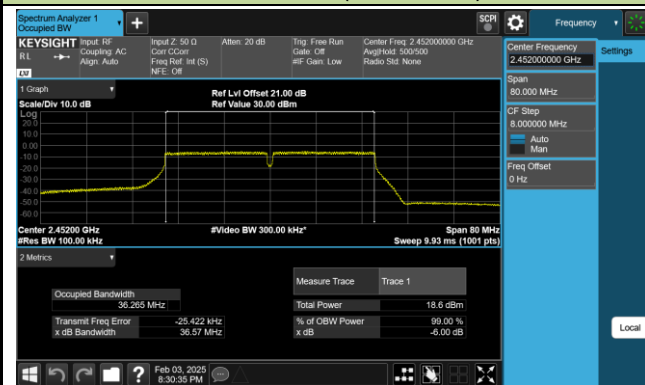 Spectrum Analyzer 1
Occupied BW
+
SCPI
Frequency
KEYSIGHT
Input: RF
Input Z: 50 Ω
Atten: 20 dB
Trig: Free Run
Center Freq: 2.452000000 GHz
RL
Coupling: AC
Corr CCorr
Gate: Off
Avg|Hold: 500/500
Align: Auto
Freq Ref: Int (S)
#IF Gain: Low
Radio Std: None
LXI
NFE: Off
Center Frequency
2.452000000 GHz
Settings
Span
80.000 MHz
CF Step
8.000000 MHz
Auto
Man
Freq Offset
0 Hz
Local
1 Graph
Ref Lvl Offset 21.00 dB
Scale/Div 10.0 dB
Ref Value 30.00 dBm
Log
20.0
10.0
0.00
-10.0
-20.0
-30.0
-40.0
-50.0
-60.0
Center 2.45200 GHz
#Video BW 300.00 kHz*
Span 80 MHz
#Res BW 100.00 kHz
Sweep 9.93 ms (1001 pts)
2 Metrics
Measure Trace
Trace 1
Occupied Bandwidth
36.265 MHz
Total Power
18.6 dBm
Transmit Freq Error
-25.422 kHz
% of OBW Power
99.00 %
x dB Bandwidth
36.57 MHz
x dB
-6.00 dB
?
Feb 03, 2025
8:30:35 PM